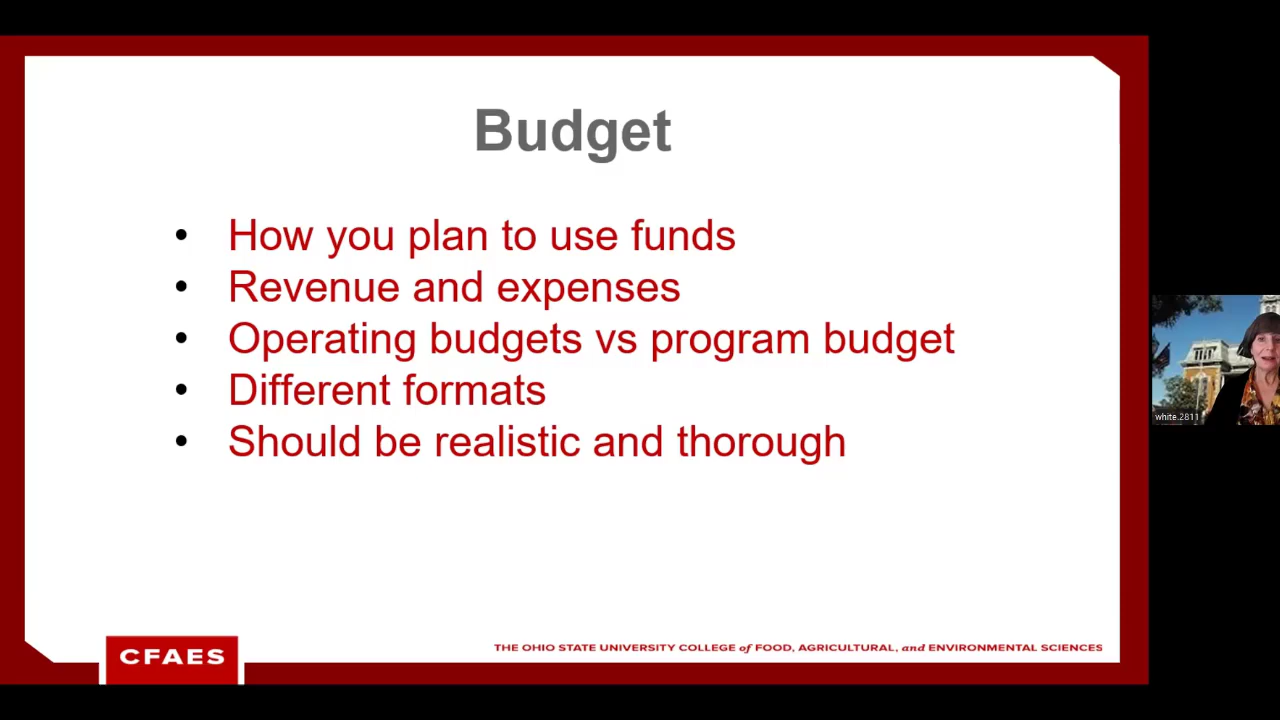 Budget
• How you plan to use funds
• Revenue and expenses
• Operating budgets vs program budget
• Different formats
• Should be realistic and thorough
white.2811
CFAES
THE OHIO STATE UNIVERSITY COLLEGE of FOOD, AGRICULTURAL, and ENVIRONMENTAL SCIENCES